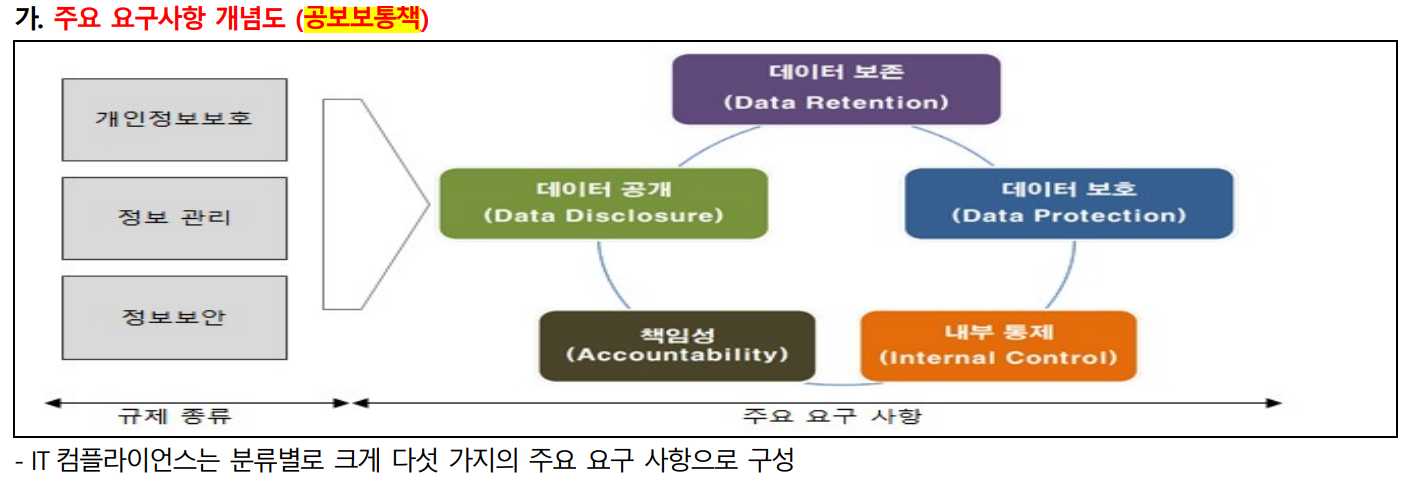 가. 주요 요구사항 개념도 (공보보통책)
개인정보보호
정보 관리
정보보안
데이터 보존
(Data Retention)
데이터 공개
(Data Disclosure)
데이터 보호
(Data Protection)
책임성
(Accountability)
내부 통제
(Internal Control)
규제 종류
주요 요구 사항
- IT 컴플라이언스는 분류별로 크게 다섯 가지의 주요 요구 사항으로 구성